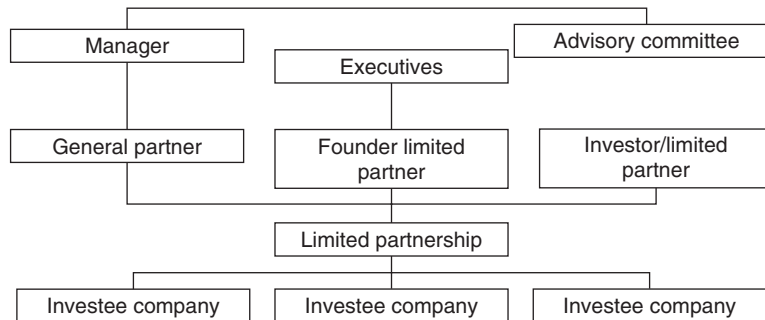 Manager
Advisory committee
Executives
General partner
Founder limited
partner
Investor/limited
partner
Limited partnership
Investee company
Investee company
Investee company